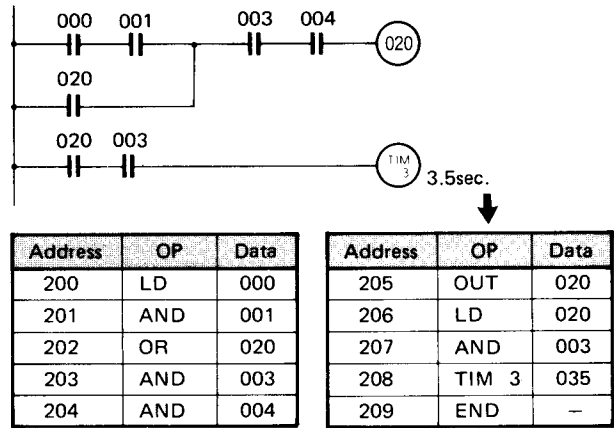 000 001 003 004
020
020
020 003
TIM
3
3.5sec.
Address OP Data
200 LD 000
201 AND 001
202 OR 020
203 AND 003
204 AND 004
Address OP Data
205 OUT 020
206 LD 020
207 AND 003
208 TIM 3 035
209 END –